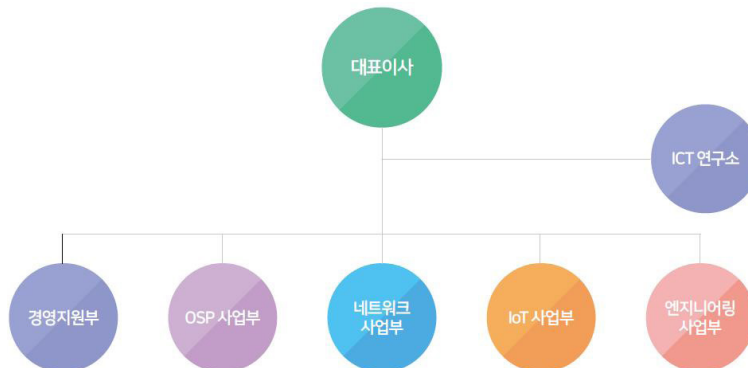 대표이사
ICT 연구소
경영지원부
OSP 사업부
네트워크
사업부
IoT 사업부
엔지니어링
사업부